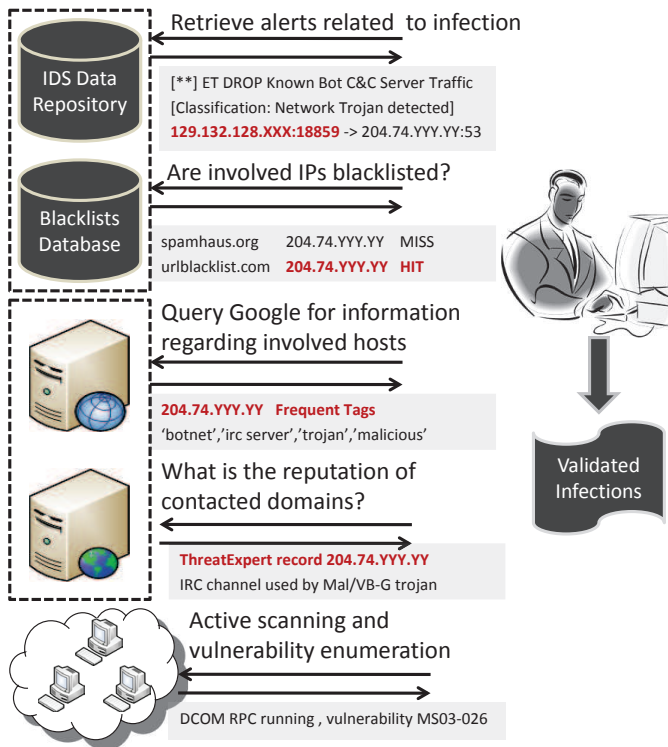 Retrieve alerts related to infection
IDS Data
Repository
[**] ET DROP Known Bot C&C Server Traffic
[Classification: Network Trojan detected]
129.132.128.XXX:18859 -> 204.74.YYY.YY:53
Are involved IPs blacklisted?
Blacklists
Database
spamhaus.org 204.74.YYY.YY MISS
urlblacklist.com 204.74.YYY.YY HIT
Query Google for information
regarding involved hosts
204.74.YYY.YY Frequent Tags
‘botnet’,’irc server’,’trojan’,’malicious’
What is the reputation of
contacted domains?
ThreatExpert record 204.74.YYY.YY
IRC channel used by Mal/VB-G trojan
Active scanning and
vulnerability enumeration
DCOM RPC running , vulnerability MS03-026
Validated
Infections